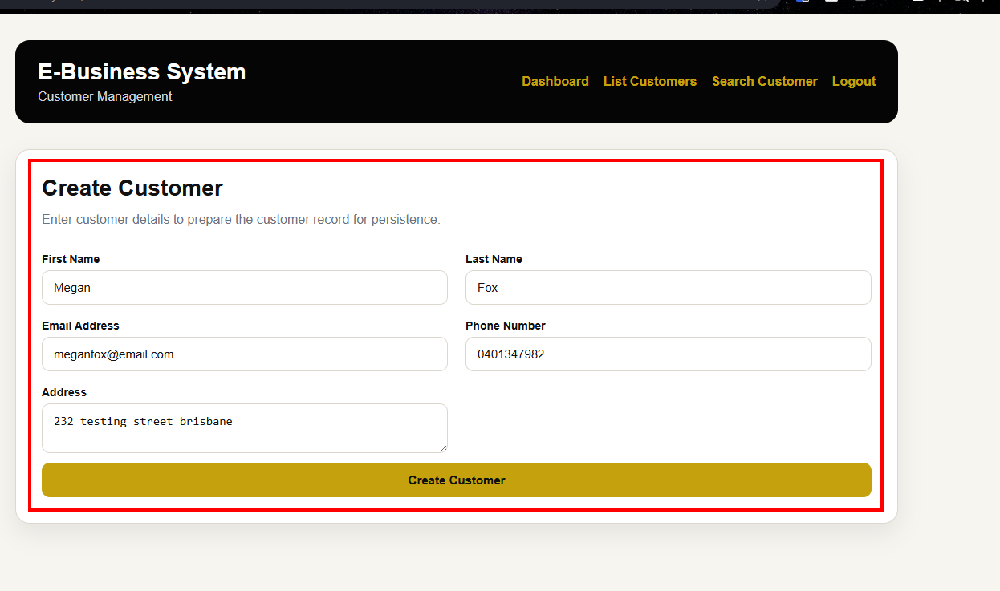 E-Business System
Customer Management
Dashboard List Customers Search Customer Logout
Create Customer
Enter customer details to prepare the customer record for persistence.
First Name Last Name
Megan Fox
Email Address Phone Number
meganfox@email.com 0401347982
Address
232 testing street brisbane
Create Customer